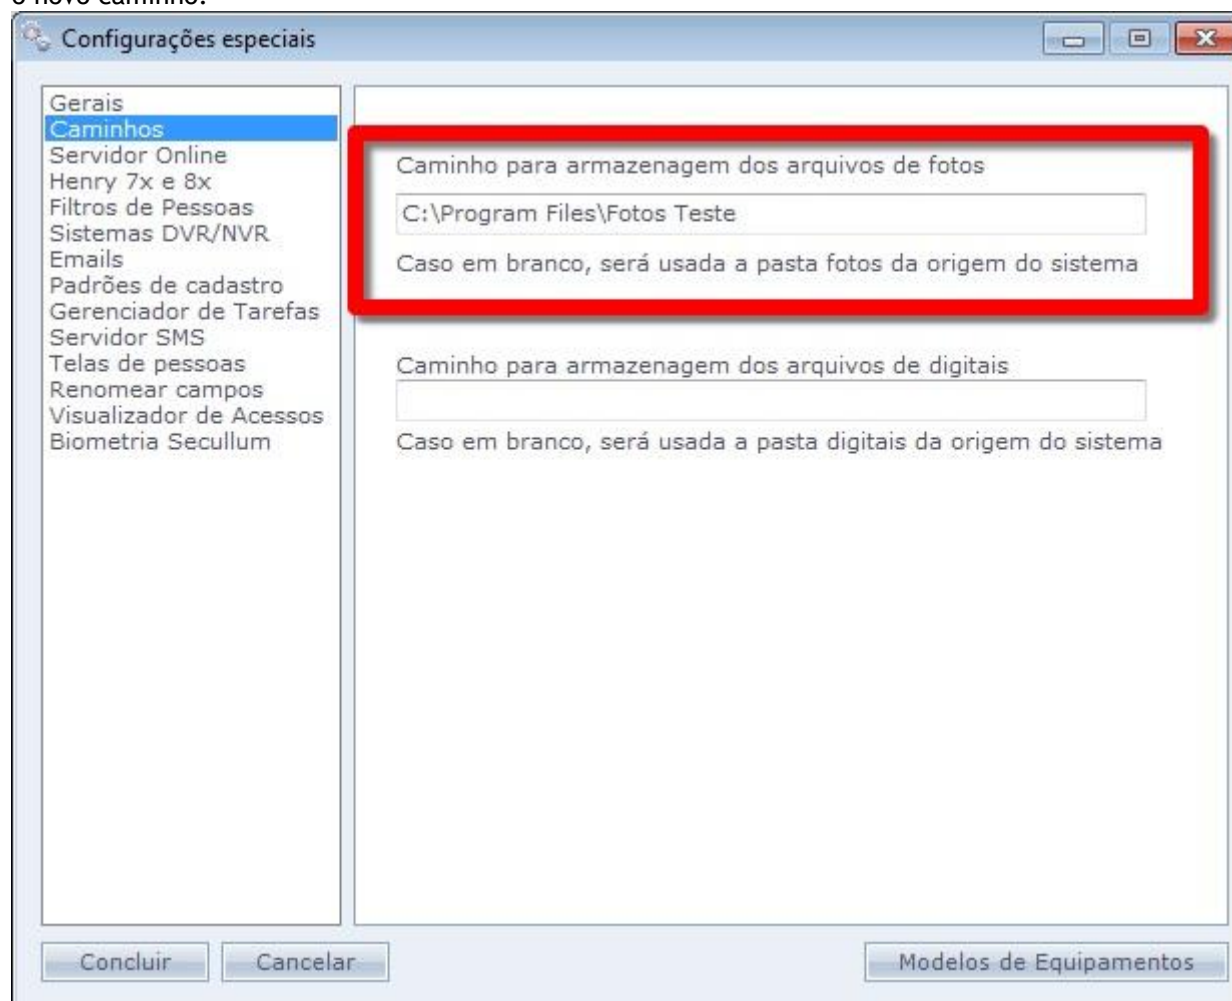 o novo caminho.
Configurações especiais
Gerais
Caminhos
Servidor Online
Henry 7x e 8x
Filtros de Pessoas
Sistemas DVR/NVR
Emails
Padrões de cadastro
Gerenciador de Tarefas
Servidor SMS
Telas de pessoas
Renomear campos
Visualizador de Acessos
Biometria Secullum
Caminho para armazenagem dos arquivos de fotos
C:\Program Files\Fotos Teste
Caso em branco, será usada a pasta fotos da origem do sistema
Caminho para armazenagem dos arquivos de digitais
Caso em branco, será usada a pasta digitais da origem do sistema
Concluir
Cancelar
Modelos de Equipamentos